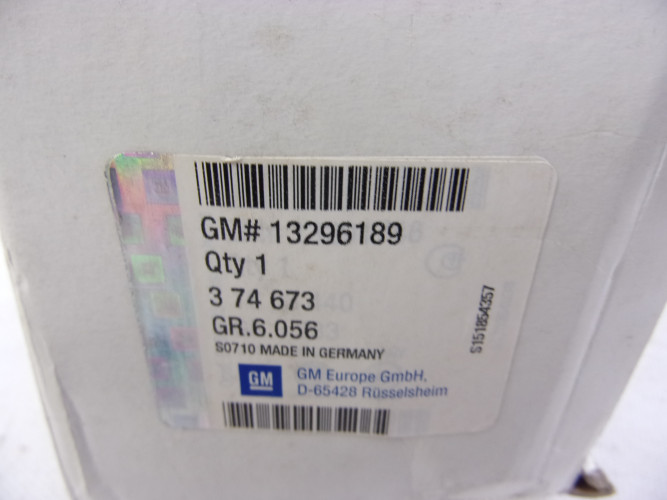 GM# 13296189
Qty 1
3 74 673
GR.6.056
S0710 MADE IN GERMANY
GM
GM Europe GmbH,
D-65428 Rüsselsheim
S151854357